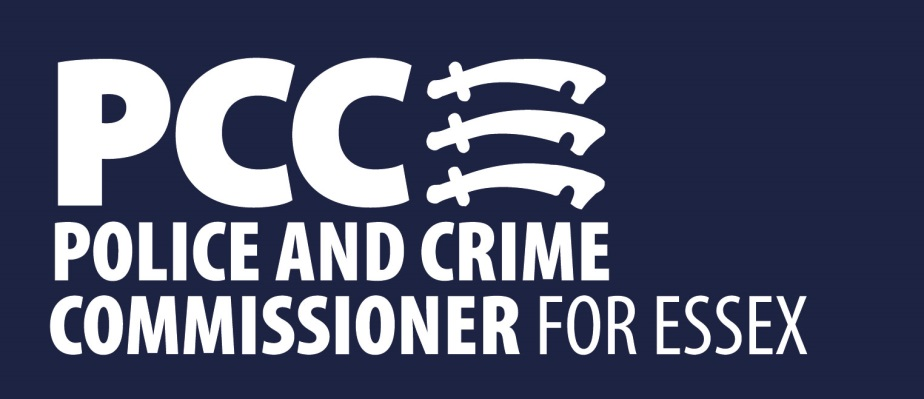 PCC
POLICE AND CRIME
COMMISSIONER FOR ESSEX